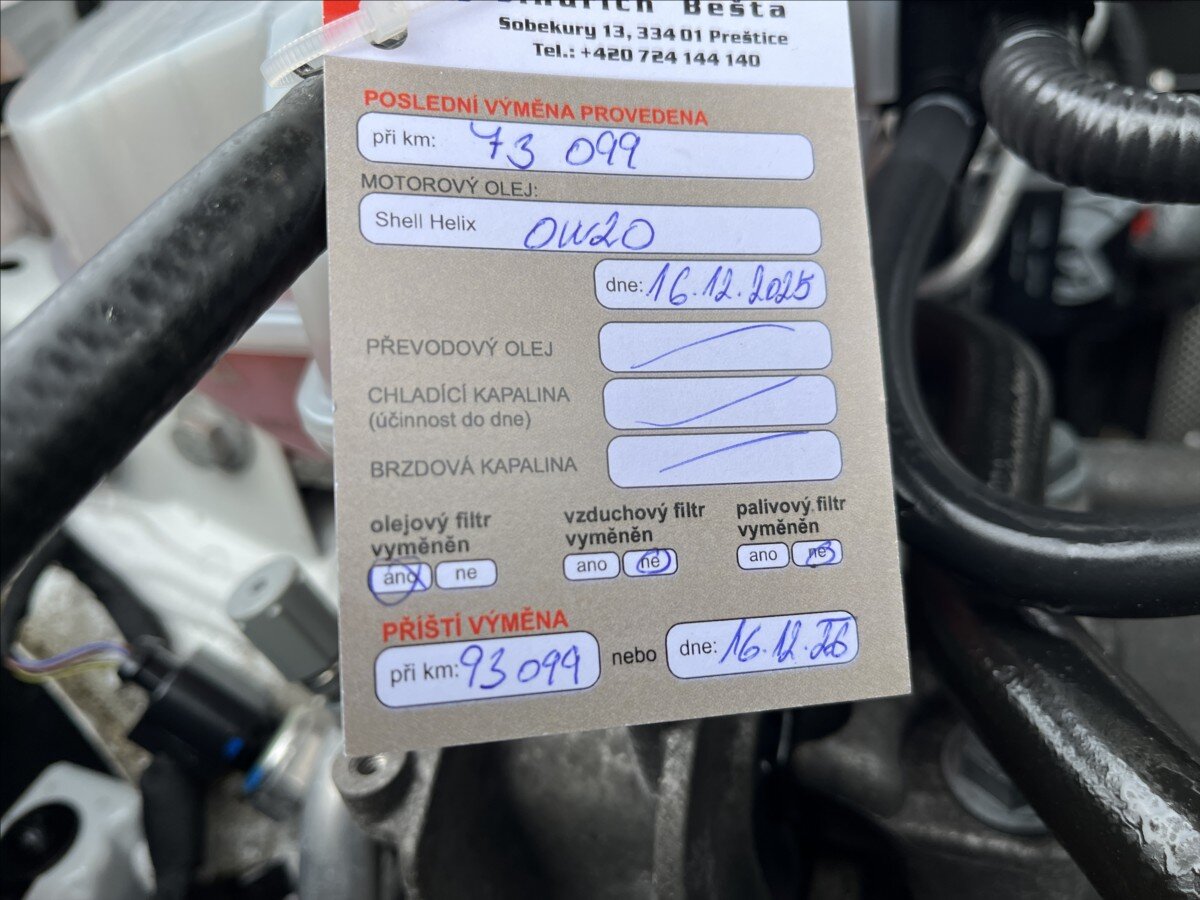 Bešta
Sobekury 13, 334 01 Preštice
Tel.: +420 724 144 140
POSLEDNÍ VÝMĚNA PROVEDENA
při km: 73 099
MOTOROVÝ OLEJ:
Shell Helix 0W20
dne: 16.12.2025
PŘEVODOVÝ OLEJ
CHLADÍCÍ KAPALINA
(účinnost do dne)
BRZDOVÁ KAPALINA
olejový filtr vyměněn
ano ne
vzduchový filtr vyměněn
ano ne
palivový filtr vyměněn
ano ne
PŘÍŠTÍ VÝMĚNA
při km: 93 099 nebo dne: 16.12.26